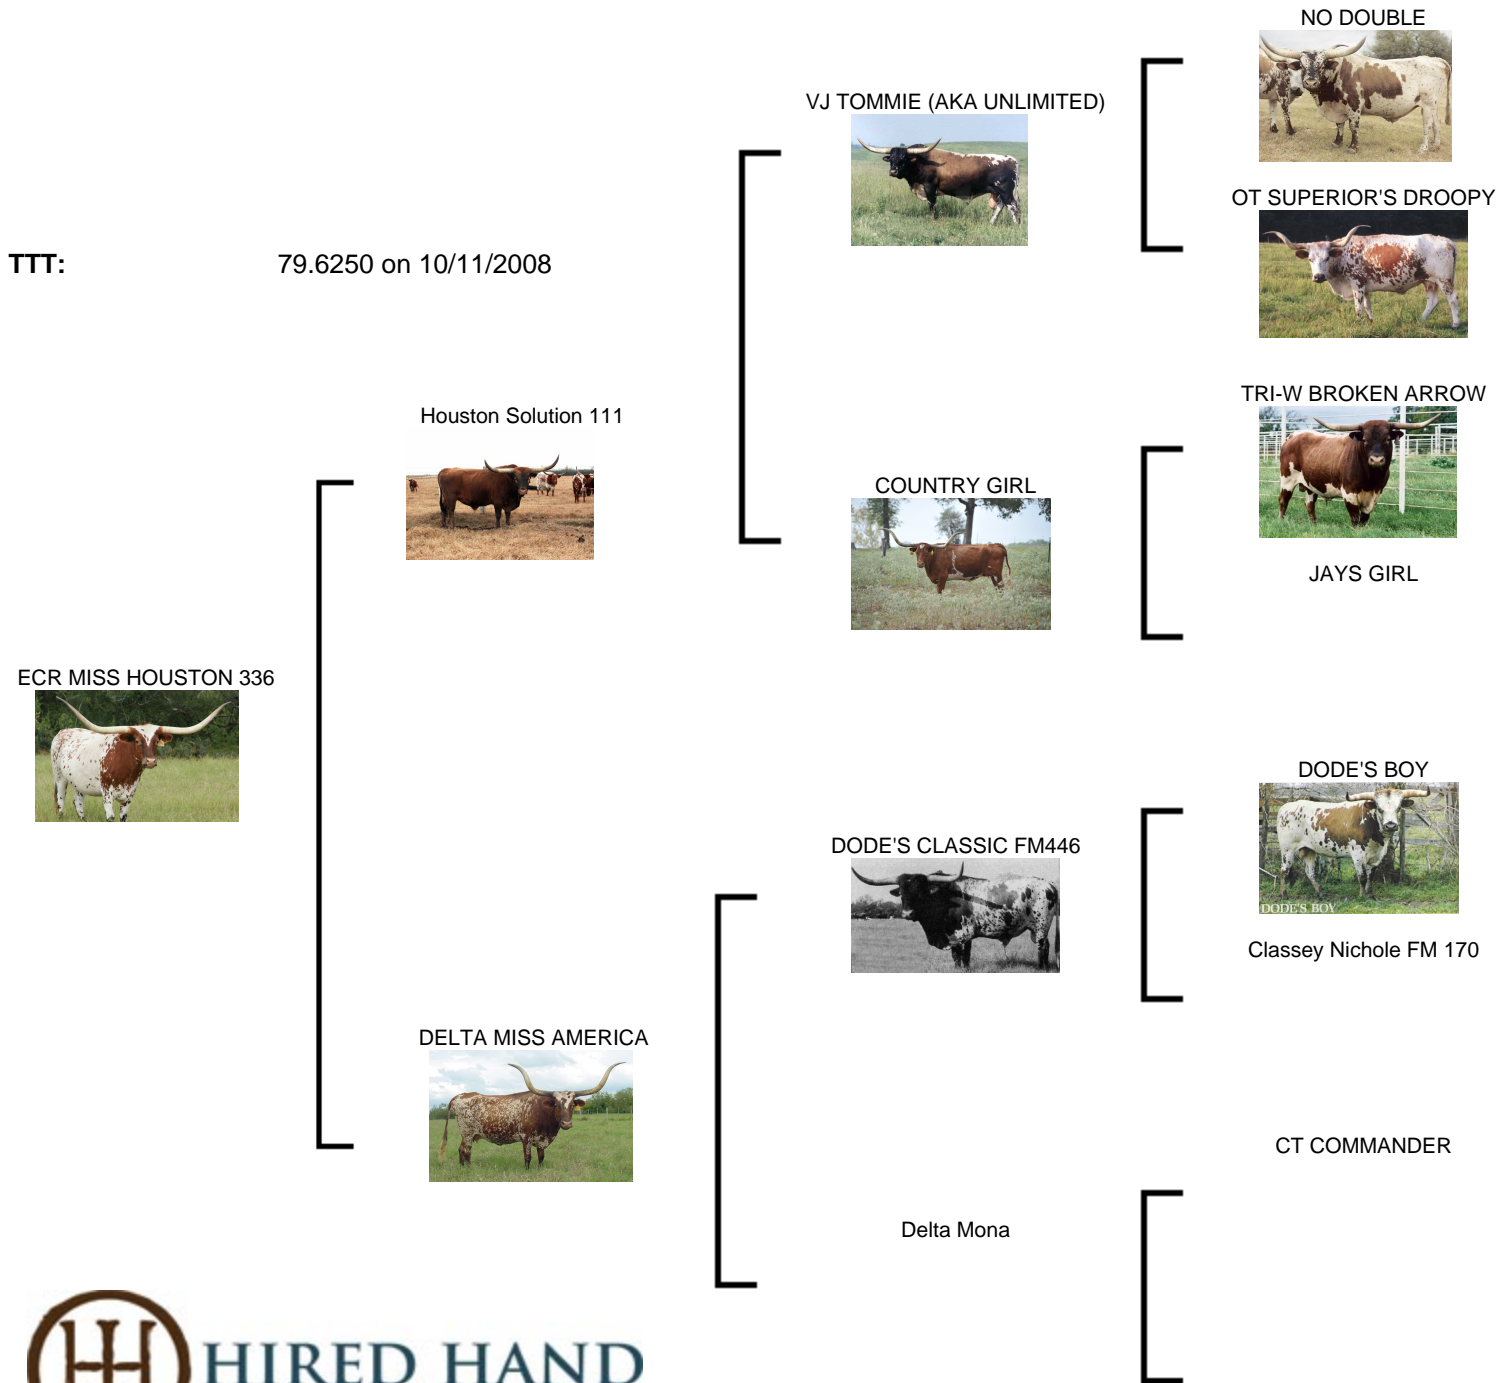 NO DOUBLE
VJ TOMMIE (AKA UNLIMITED)
OT SUPERIOR'S DROOPY
TTT: 79.6250 on 10/11/2008
TRI-W BROKEN ARROW
Houston Solution 111
COUNTRY GIRL
JAYS GIRL
ECR MISS HOUSTON 336
DODE'S BOY
DODE'S CLASSIC FM446
DODE'S BOY
Classey Nichole FM 170
DELTA MISS AMERICA
CT COMMANDER
Delta Mona
HIRED HAND